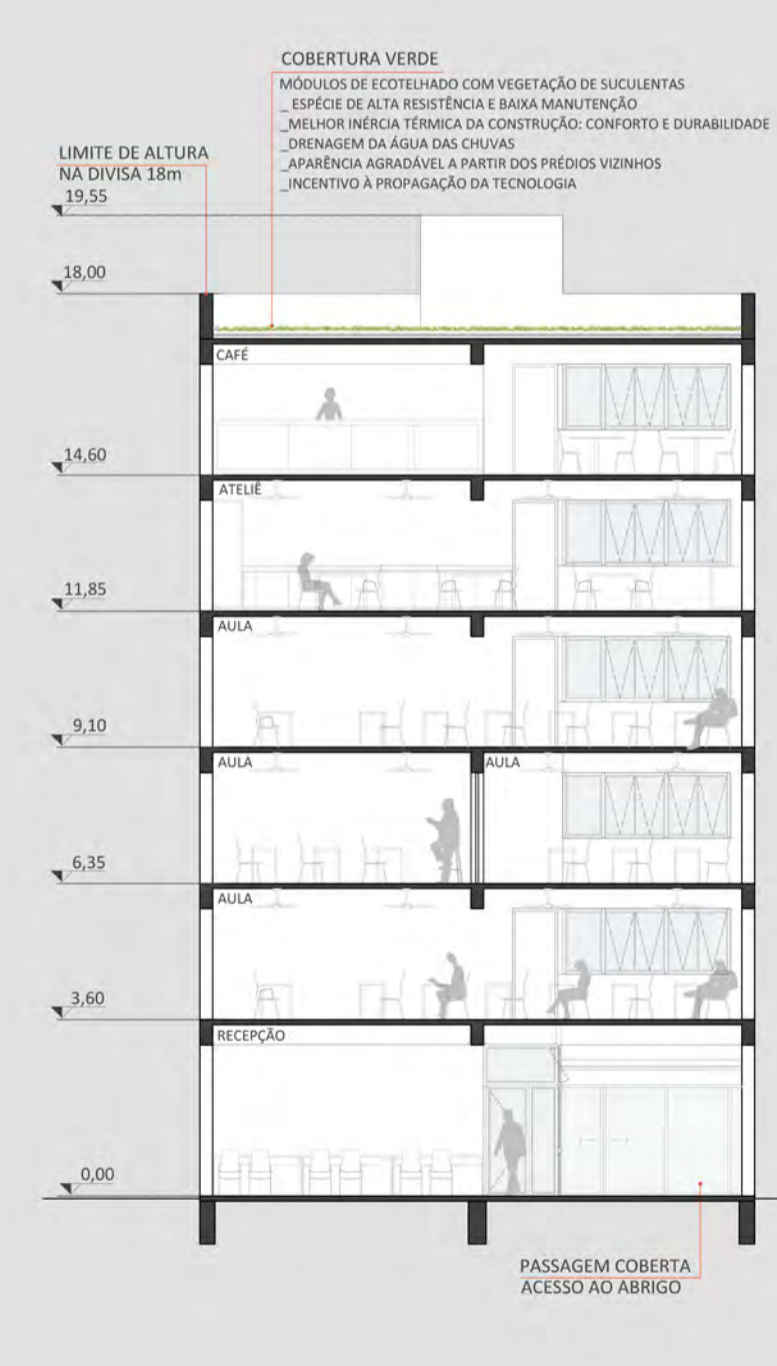 COBERTURA VERDE
MÓDULOS DE ECOTELHADO COM VEGETAÇÃO DE SUCULENTAS
_ ESPÉCIE DE ALTA RESISTÊNCIA E BAIXA MANUTENÇÃO
_MELHOR INÉRCIA TÉRMICA DA CONSTRUÇÃO: CONFORTO E DURABILIDADE
_DRENAGEM DA ÁGUA DAS CHUVAS
_APARÊNCIA AGRADÁVEL A PARTIR DOS PRÉDIOS VIZINHOS
_INCENTIVO À PROPAGAÇÃO DA TECNOLOGIA
LIMITE DE ALTURA
NA DIVISA 18m
19,55
18,00
CAFÉ
14,60
ATELIÊ
11,85
AULA
9,10
AULA
AULA
6,35
AULA
3,60
RECEPÇÃO
0,00
PASSAGEM COBERTA
ACESSO AO ABRIGO